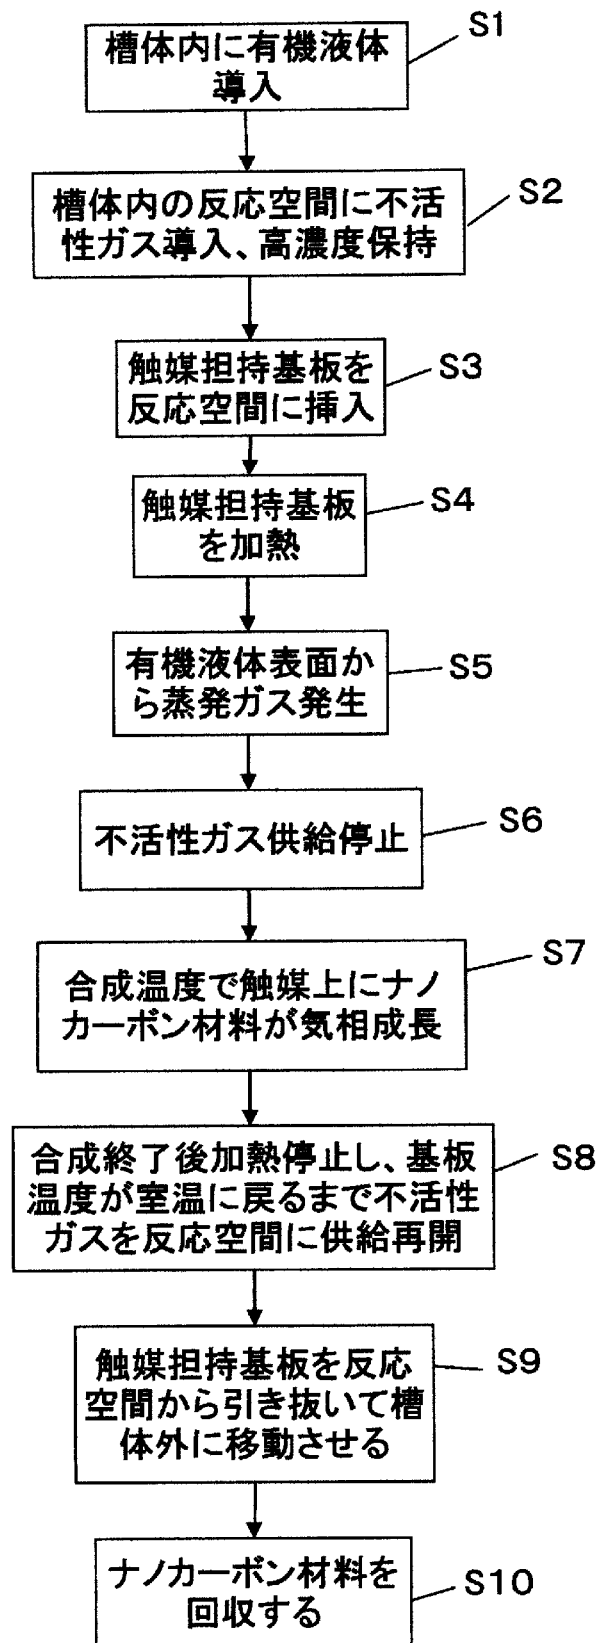 S1
槽体内に有機液体
導入
S2
槽体内の反応空間に不活
性ガス導入、高濃度保持
S3
触媒担持基板を
反応空間に挿入
S4
触媒担持基板
を加熱
S5
有機液体表面か
ら蒸発ガス発生
S6
不活性ガス供給停止
S7
合成温度で触媒上にナノ
カーボン材料が気相成長
S8
合成終了後加熱停止し、基板
温度が室温に戻るまで不活性
ガスを反応空間に供給再開
S9
触媒担持基板を反応
空間から引き抜いて槽
体外に移動させる
S10
ナノカーボン材料を
回収する